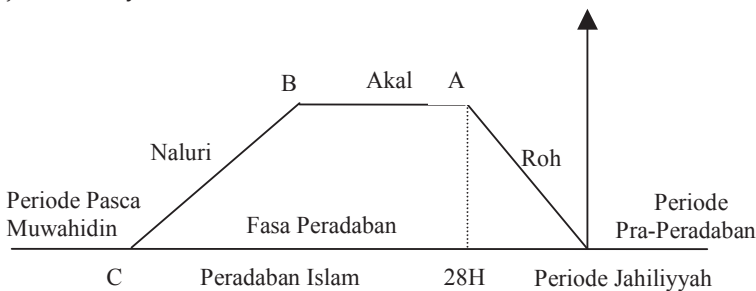 B
Akal
A
Naluri
Roh
Periode Pasca
Muwahidin
Fasa Peradaban
Periode
Pra-Peradaban
C
Peradaban Islam
28H
Periode Jahiliyyah